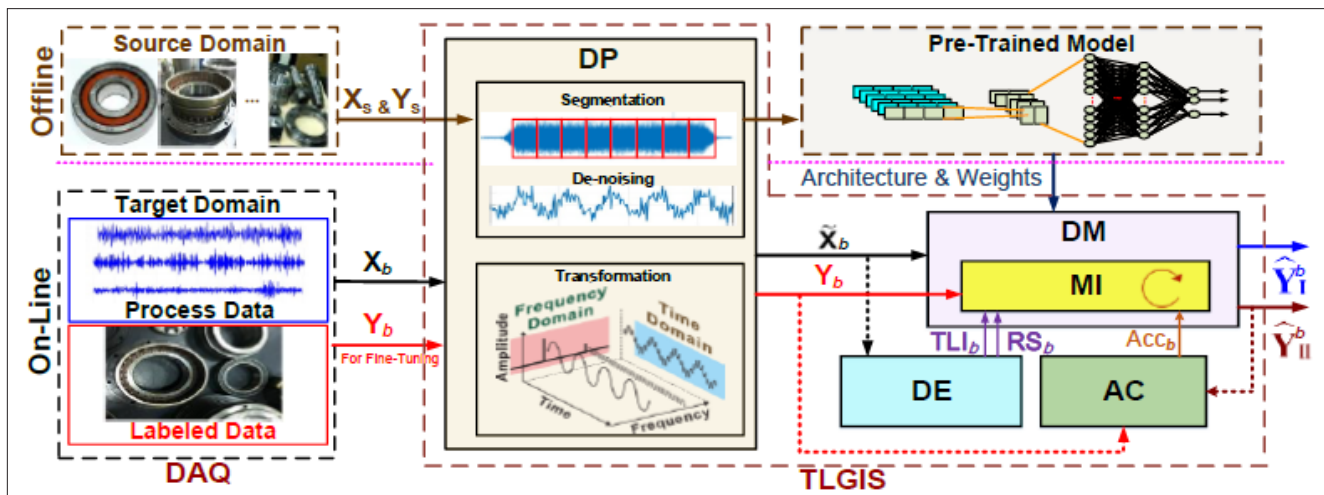 Offline
Source Domain
...
X_s & Y_s
DP
Segmentation
De-noising
Pre-Trained Model
Architecture & Weights
On-Line
Target Domain
Process Data
Labeled Data
DAQ
X_b
Y_b
For Fine-Tuning
Transformation
Frequency
Domain
Time
Domain
Amplitude
Time
Frequency
X̃_b
Y_b
DM
MI
TLI_b
RS_b
Acc_b
Ŷ_I^b
Ŷ_II^b
DE
AC
TLGIS